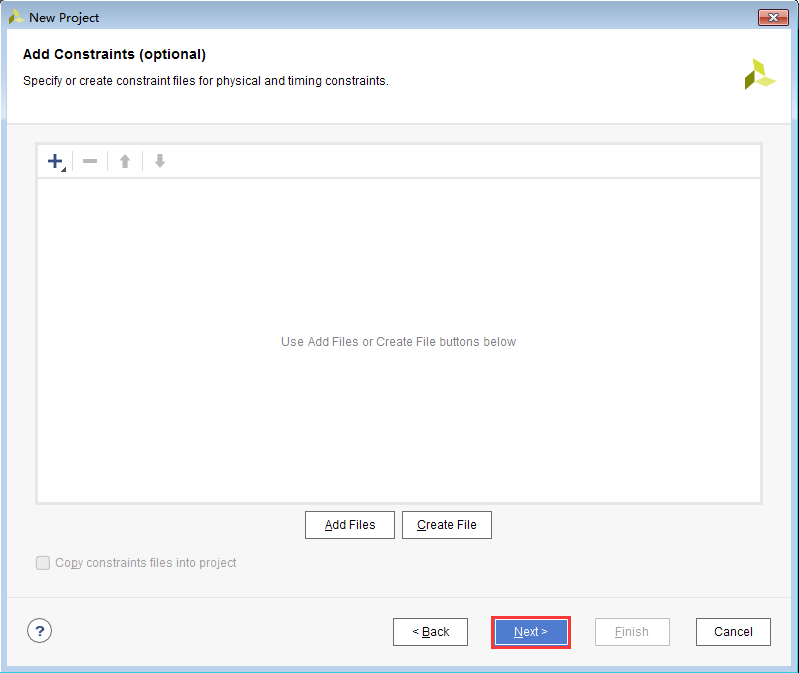 New Project
Add Constraints (optional)
Specify or create constraint files for physical and timing constraints.
Use Add Files or Create File buttons below
Add Files
Create File
Copy constraints files into project
?
< Back
Next >
Finish
Cancel